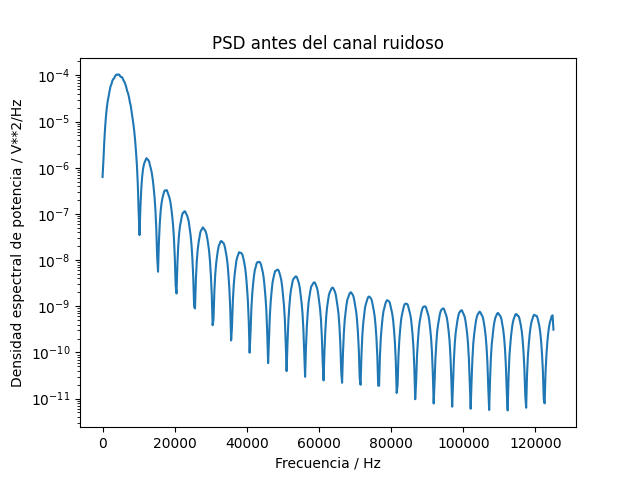 PSD antes del canal ruidoso
Densidad espectral de potencia / V**2/Hz
10⁻⁴
10⁻⁵
10⁻⁶
10⁻⁷
10⁻⁸
10⁻⁹
10⁻¹⁰
10⁻¹¹
0 20000 40000 60000 80000 100000 120000
Frecuencia / Hz